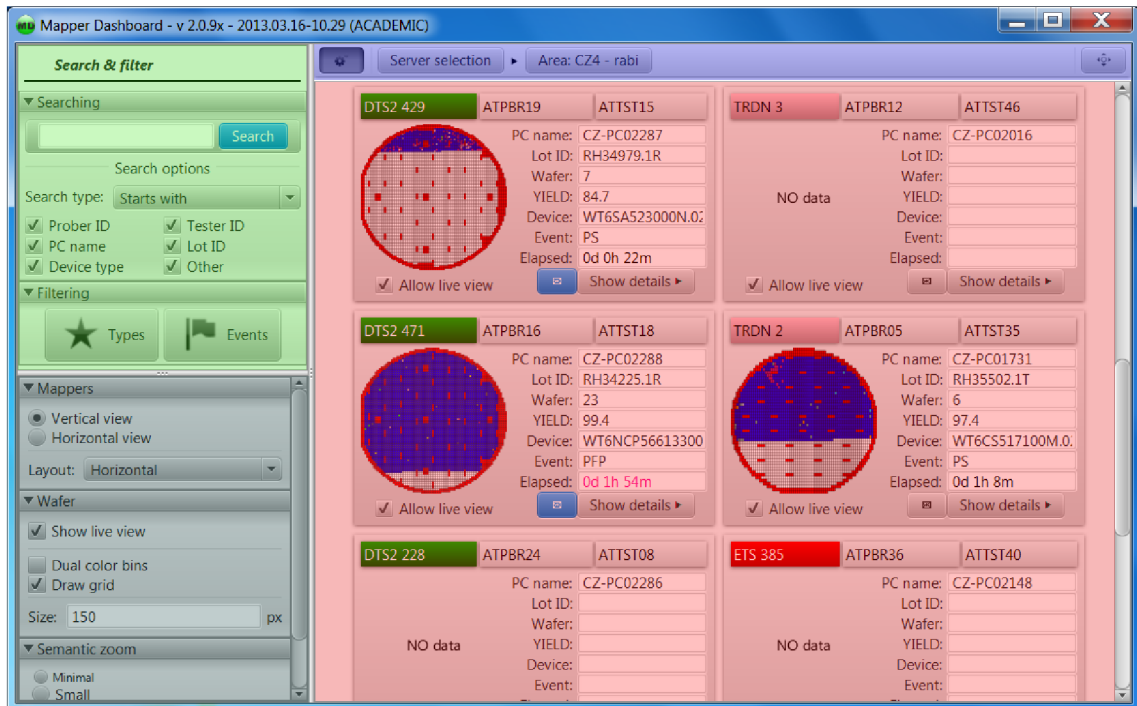 Mapper Dashboard - v 2.0.9x - 2013.03.16-10.29 (ACADEMIC)
Search & filter
Searching
Search
Search options
Search type: Starts with
Prober ID Tester ID
PC name Lot ID
Device type Other
Filtering
Types Events
Mappers
Vertical view
Horizontal view
Layout: Horizontal
Wafer
Show live view
Dual color bins
Draw grid
Size: 150 px
Semantic zoom
Minimal
Small
Server selection Area: CZ4 - rabi
DTS2 429 ATPBR19 ATTST15
PC name: CZ-PC02287
Lot ID: RH34979.1R
Wafer: 7
YIELD: 84.7
Device: WT6SA523000N.02
Event: PS
Elapsed: 0d 0h 22m
Allow live view Show details
TRDN 3 ATPBR12 ATTST46
PC name: CZ-PC02016
Lot ID:
Wafer:
NO data YIELD:
Device:
Event:
Elapsed:
Allow live view Show details
DTS2 471 ATPBR16 ATTST18
PC name: CZ-PC02288
Lot ID: RH34225.1R
Wafer: 23
YIELD: 99.4
Device: WT6NCP56613300
Event: PFP
Elapsed: 0d 1h 54m
Allow live view Show details
TRDN 2 ATPBR05 ATTST35
PC name: CZ-PC01731
Lot ID: RH35502.1T
Wafer: 6
YIELD: 97.4
Device: WT6CS517100M.0
Event: PS
Elapsed: 0d 1h 8m
Allow live view Show details
DTS2 228 ATPBR24 ATTST08
PC name: CZ-PC02286
Lot ID:
Wafer:
NO data YIELD:
Device:
Event:
ETS 385 ATPBR36 ATTST40
PC name: CZ-PC02148
Lot ID:
Wafer:
NO data YIELD:
Device:
Event: